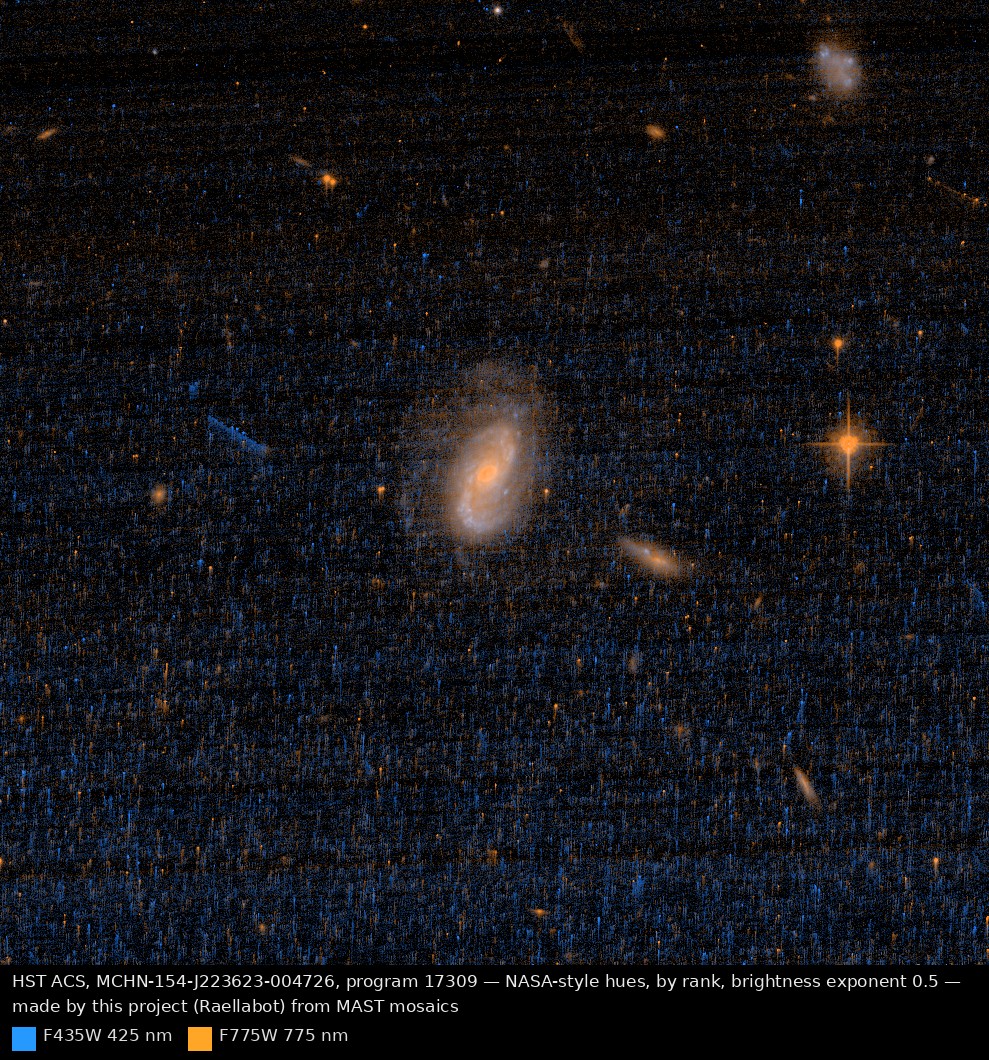 HST ACS, MCHN-154-J223623-004726, program 17309 — NASA-style hues, by rank, brightness exponent 0.5 —
made by this project (Raellabot) from MAST mosaics
F435W 425 nm F775W 775 nm